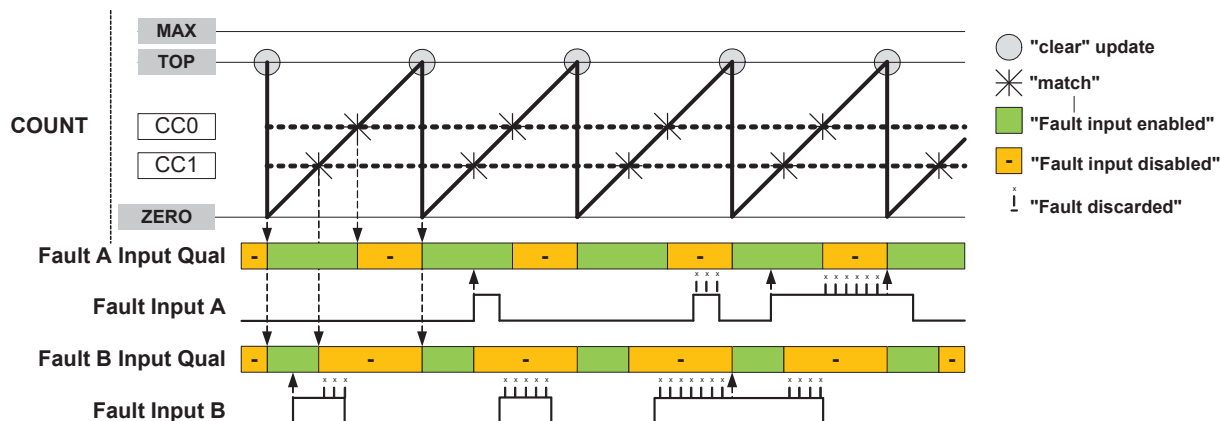 MAX
"clear" update
TOP
"match"
COUNT
CC0
"Fault input enabled"
CC1
- "Fault input disabled"
x
"Fault discarded"
ZERO
Fault A Input Qual - - - - -
x x x x x x x x x
Fault Input A
Fault B Input Qual - - - - - -
x x x x x x x x x x x x x x x x x x x
Fault Input B